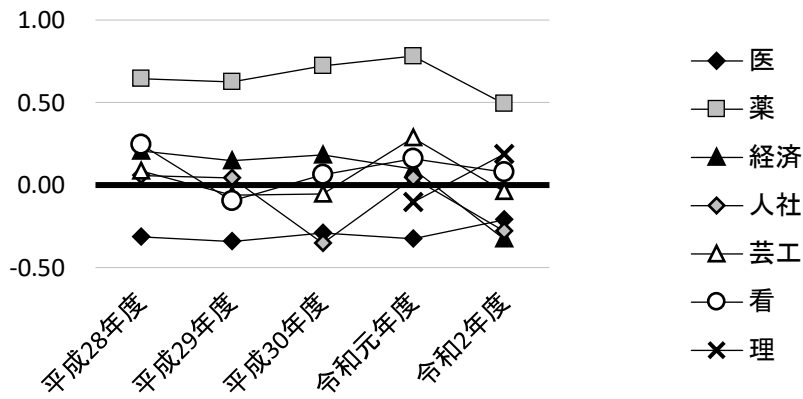 1.00
0.50
0.00
-0.50
平成28年度
平成29年度
平成30年度
令和元年度
令和2年度
医
薬
経済
人社
芸工
看
理